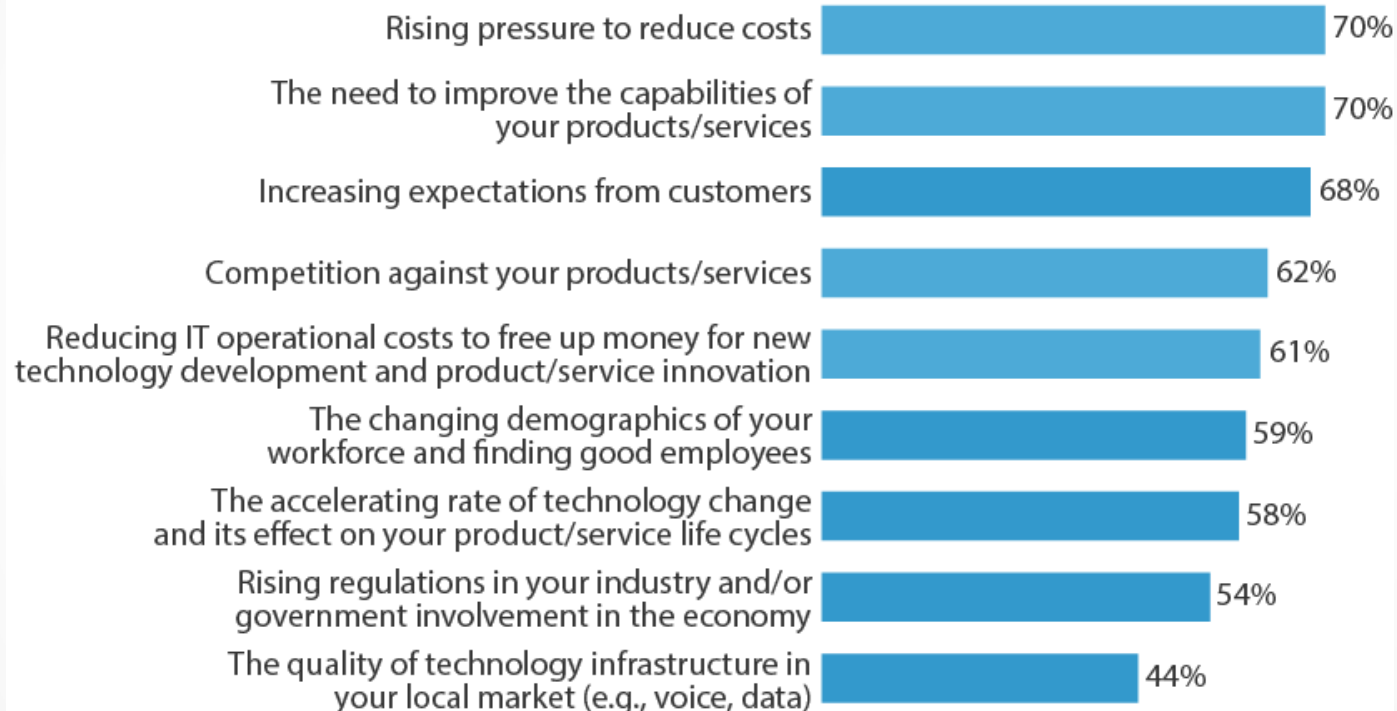 Rising pressure to reduce costs 70%
The need to improve the capabilities of
your products/services 70%
Increasing expectations from customers 68%
Competition against your products/services 62%
Reducing IT operational costs to free up money for new
technology development and product/service innovation 61%
The changing demographics of your
workforce and finding good employees 59%
The accelerating rate of technology change
and its effect on your product/service life cycles 58%
Rising regulations in your industry and/or
government involvement in the economy 54%
The quality of technology infrastructure in
your local market (e.g., voice, data) 44%